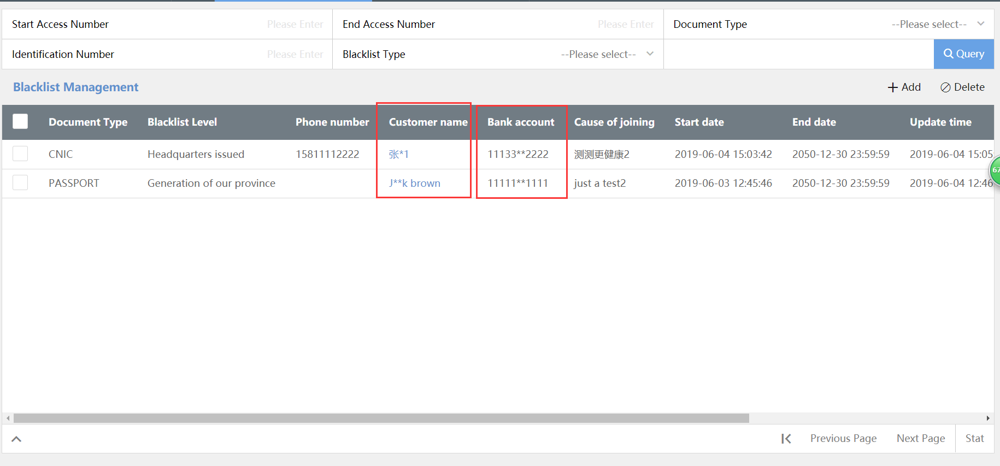 Start Access Number Please Enter End Access Number Please Enter Document Type --Please select--
Identification Number Please Enter Blacklist Type --Please select-- Query
Blacklist Management Add Delete
Document Type Blacklist Level Phone number Customer name Bank account Cause of joining Start date End date Update time
CNIC Headquarters issued 15811112222 张*1 11133**2222 测测更健康2 2019-06-04 15:03:42 2050-12-30 23:59:59 2019-06-04 15:05
PASSPORT Generation of our province J**k brown 11111**1111 just a test2 2019-06-03 12:45:46 2050-12-30 23:59:59 2019-06-04 12:46
Previous Page Next Page Stat